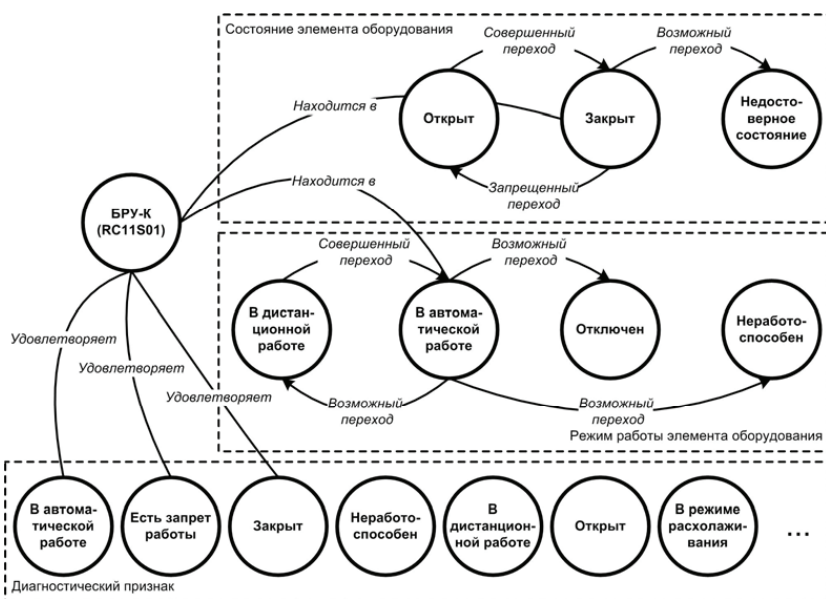 Состояние элемента оборудования
Совершенный
переход
Возможный
переход
Находится в
Открыт
Закрыт
Недосто-
верное
состояние
Запрещенный
переход
Находится в
БРУ-К
(RC11S01)
Совершенный
переход
Возможный
переход
В дистан-
ционной
работе
В автома-
тической
работе
Отключен
Неработо-
способен
Удовлетворяет
Удовлетворяет
Удовлетворяет
Возможный
переход
Возможный
переход
Режим работы элемента оборудования
В автома-
тической
работе
Есть запрет
работы
Закрыт
Неработо-
способен
В
дистанцион-
ной работе
Открыт
В режиме
расхолажи-
вания
...
Диагностический признак